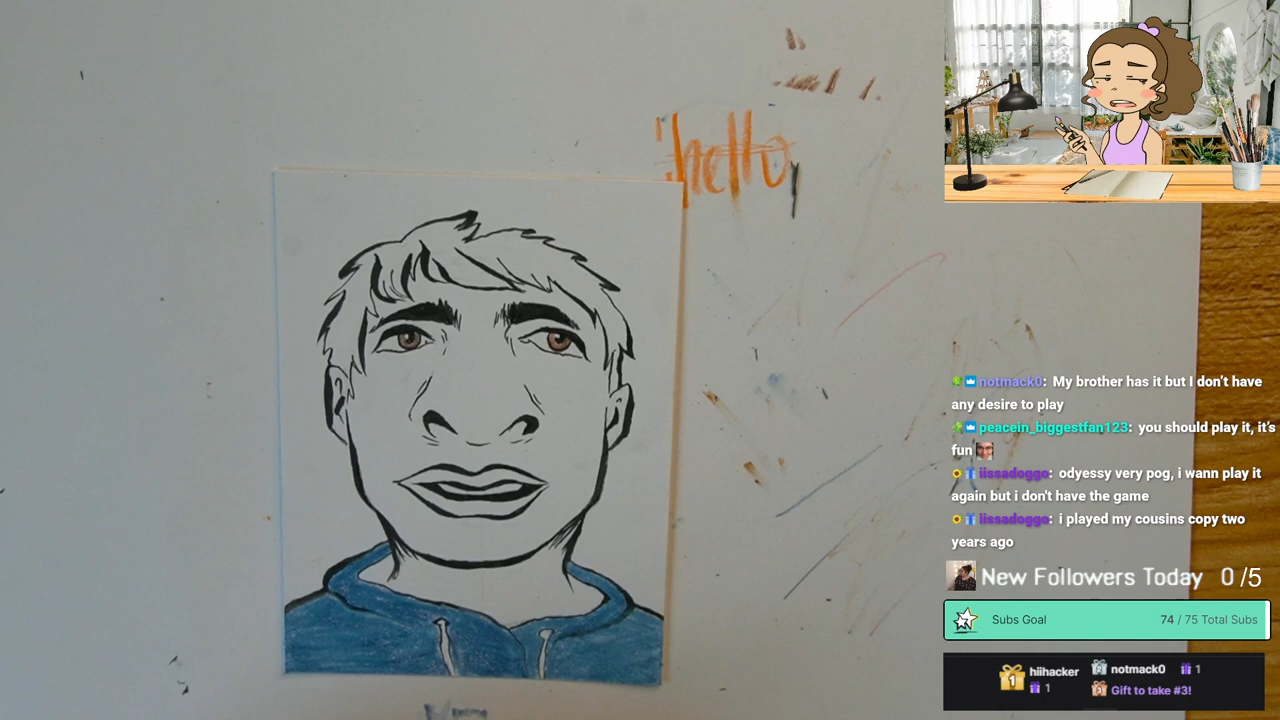 hello
notmack0: My brother has it but I don't have
any desire to play
peacein_biggestfan123: you should play it, it's
fun
iissadoggo: odyessy very pog, i wann play it
again but i don't have the game
iissadoggo: i played my cousins copy two
years ago
New Followers Today 0 /5
Subs Goal 74 / 75 Total Subs
1 hiihacker 1
2 notmack0 1
3 Gift to take #3!